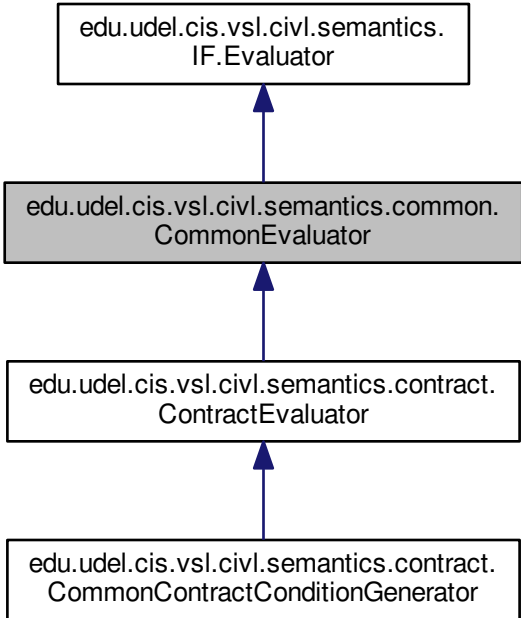 edu.udel.cis.vsl.civl.semantics.
IF.Evaluator
edu.udel.cis.vsl.civl.semantics.common.
CommonEvaluator
edu.udel.cis.vsl.civl.semantics.contract.
ContractEvaluator
edu.udel.cis.vsl.civl.semantics.contract.
CommonContractConditionGenerator